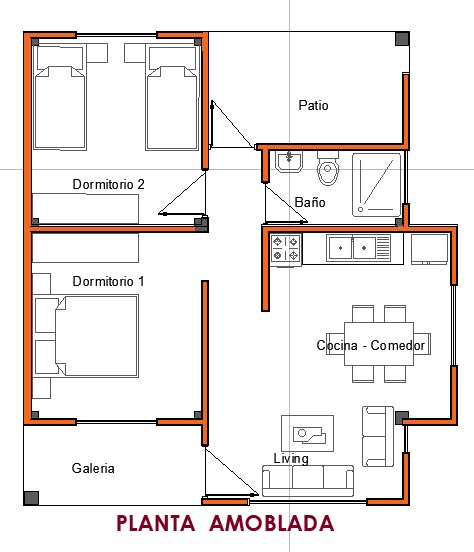 Patio
Dormitorio 2
Baño
Dormitorio 1
Cocina - Comedor
Living
Galeria
PLANTA AMOBLADA